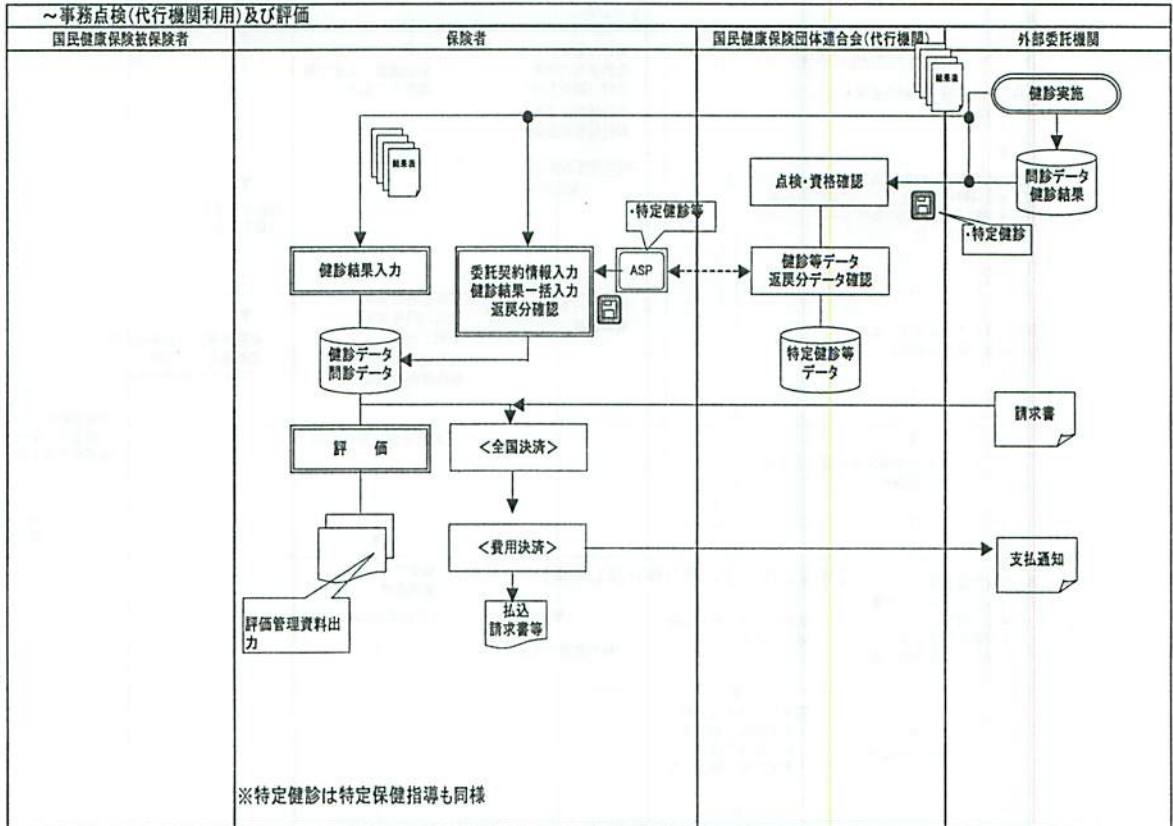 ~事務点検(代行機関利用)及び評価
国民健康保険被保険者
保険者
国民健康保険団体連合会(代行機関)
外部委託機関
結果表
健診実施
結果表
点検・資格確認
問診データ
健診結果
・特定健診等
・特定健診
健診結果入力
委託契約情報入力
健診結果一括入力
返戻分確認
ASP
健診等データ
返戻分データ確認
健診データ
問診データ
特定健診等
データ
請求書
評 価
<全国決済>
<費用決済>
支払通知
払込
請求書等
評価管理資料出
力
※特定健診は特定保健指導も同様